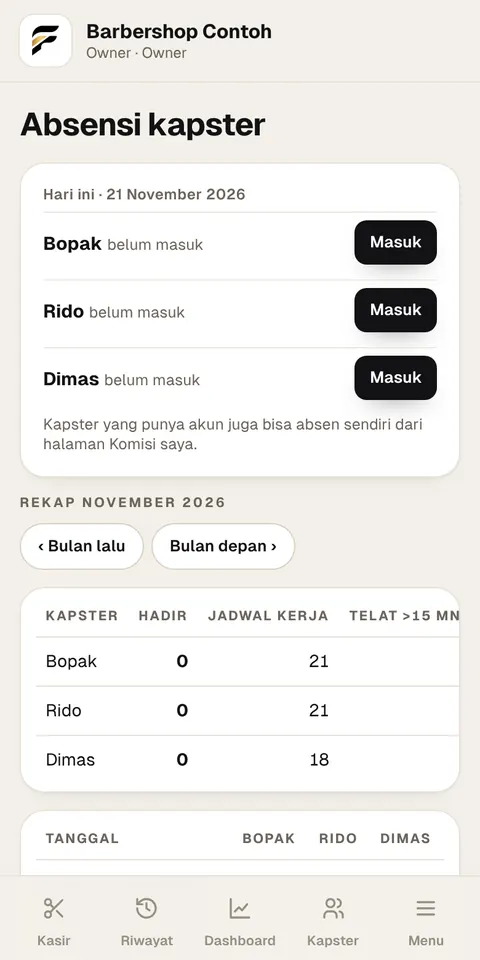 Barbershop Contoh
Owner · Owner
Absensi kapster
Hari ini · 21 November 2026
Bopak belum masuk
Masuk
Rido belum masuk
Masuk
Dimas belum masuk
Masuk
Kapster yang punya akun juga bisa absen sendiri dari
halaman Komisi saya.
REKAP NOVEMBER 2026
‹ Bulan lalu
Bulan depan ›
KAPSTER HADIR JADWAL KERJA TELAT >15 MN
Bopak 0 21
Rido 0 21
Dimas 0 18
TANGGAL BOPAK RIDO DIMAS
Kasir
Riwayat
Dashboard
Kapster
Menu